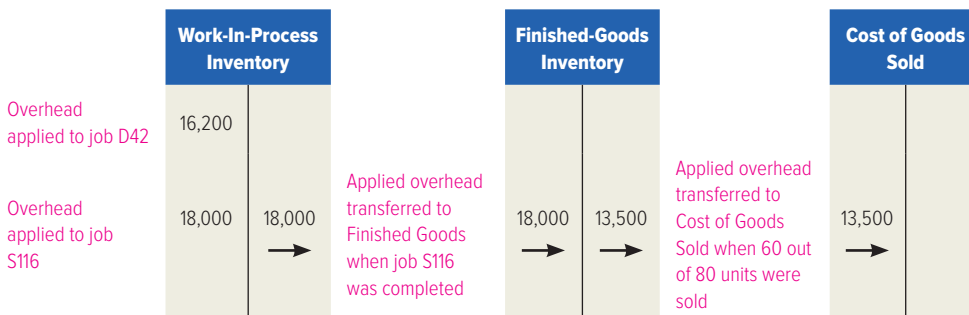 Work-In-Process
Inventory
Finished-Goods
Inventory
Cost of Goods
Sold
Overhead
applied to job D42
16,200
Overhead
applied to job
S116
18,000
18,000
Applied overhead
transferred to
Finished Goods
when job S116
was completed
18,000
13,500
Applied overhead
transferred to
Cost of Goods
Sold when 60 out
of 80 units were
sold
13,500